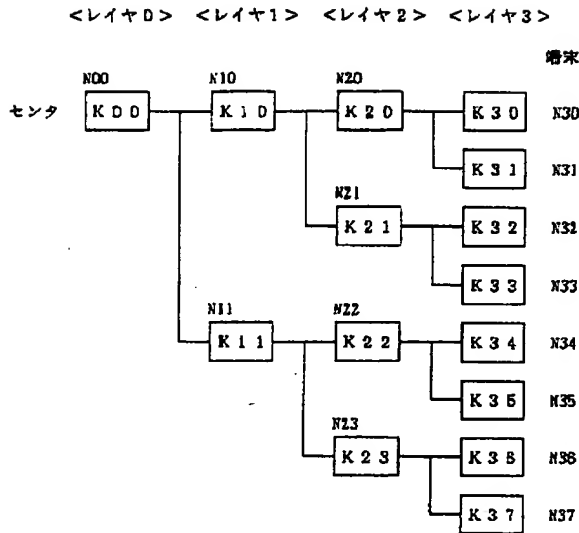 <レイヤ0> <レイヤ1> <レイヤ2> <レイヤ3>
端末
N00 N10 N20
センタ K00 K10 K20 K30 N30
K31 N31
N21
K21 K32 N32
K33 N33
N11 N22
K11 K22 K34 N34
K35 N35
N23
K23 K36 N36
K37 N37